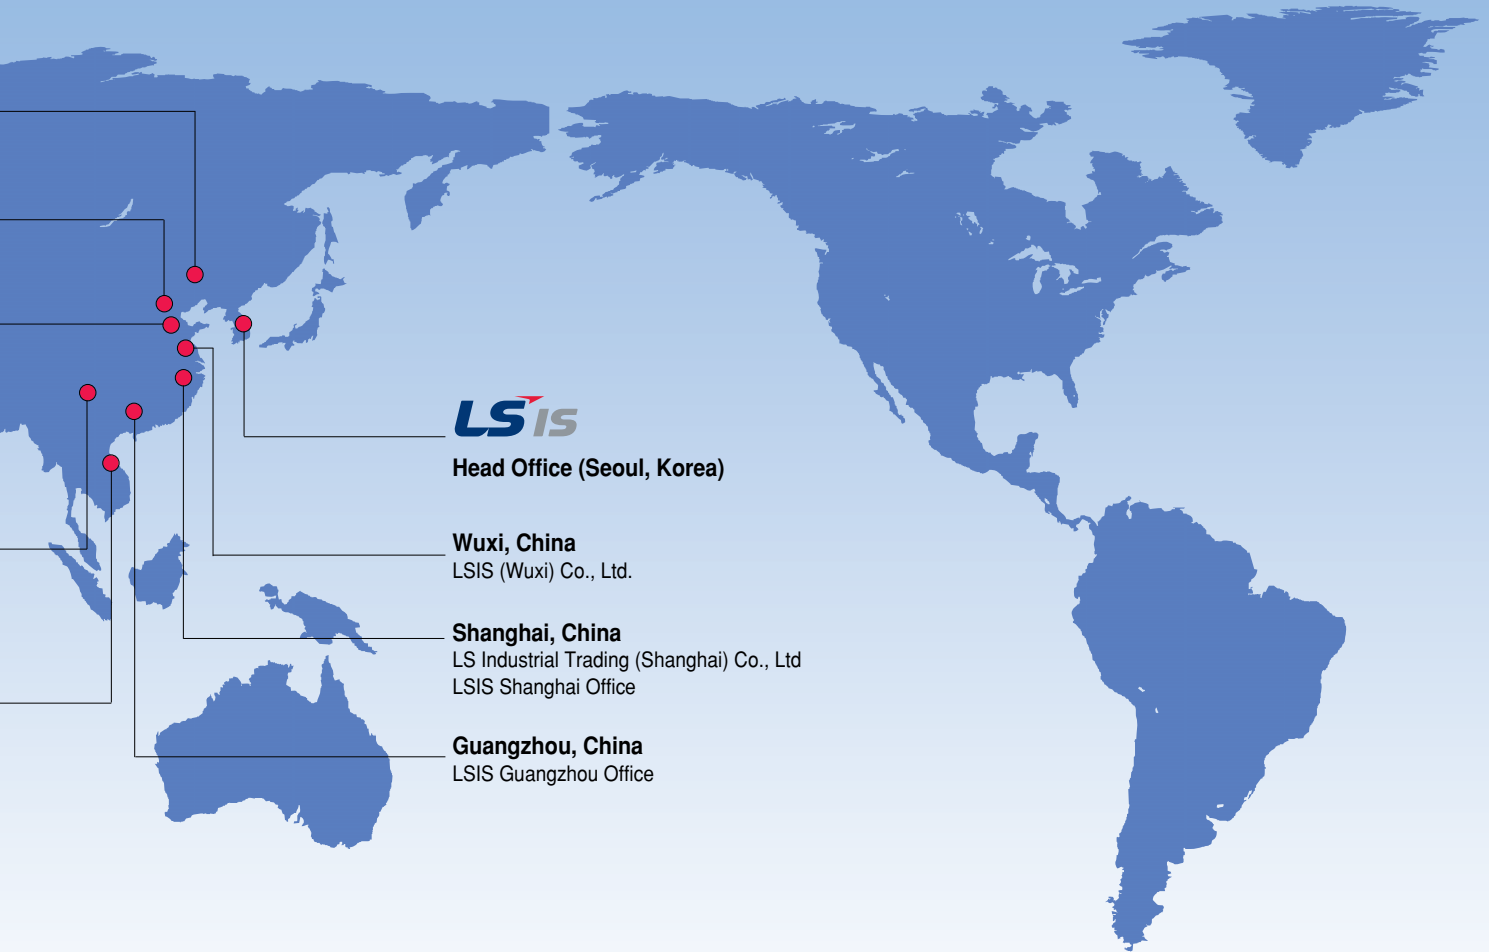 LSIS
Head Office (Seoul, Korea)
Wuxi, China
LSIS (Wuxi) Co., Ltd.
Shanghai, China
LS Industrial Trading (Shanghai) Co., Ltd
LSIS Shanghai Office
Guangzhou, China
LSIS Guangzhou Office